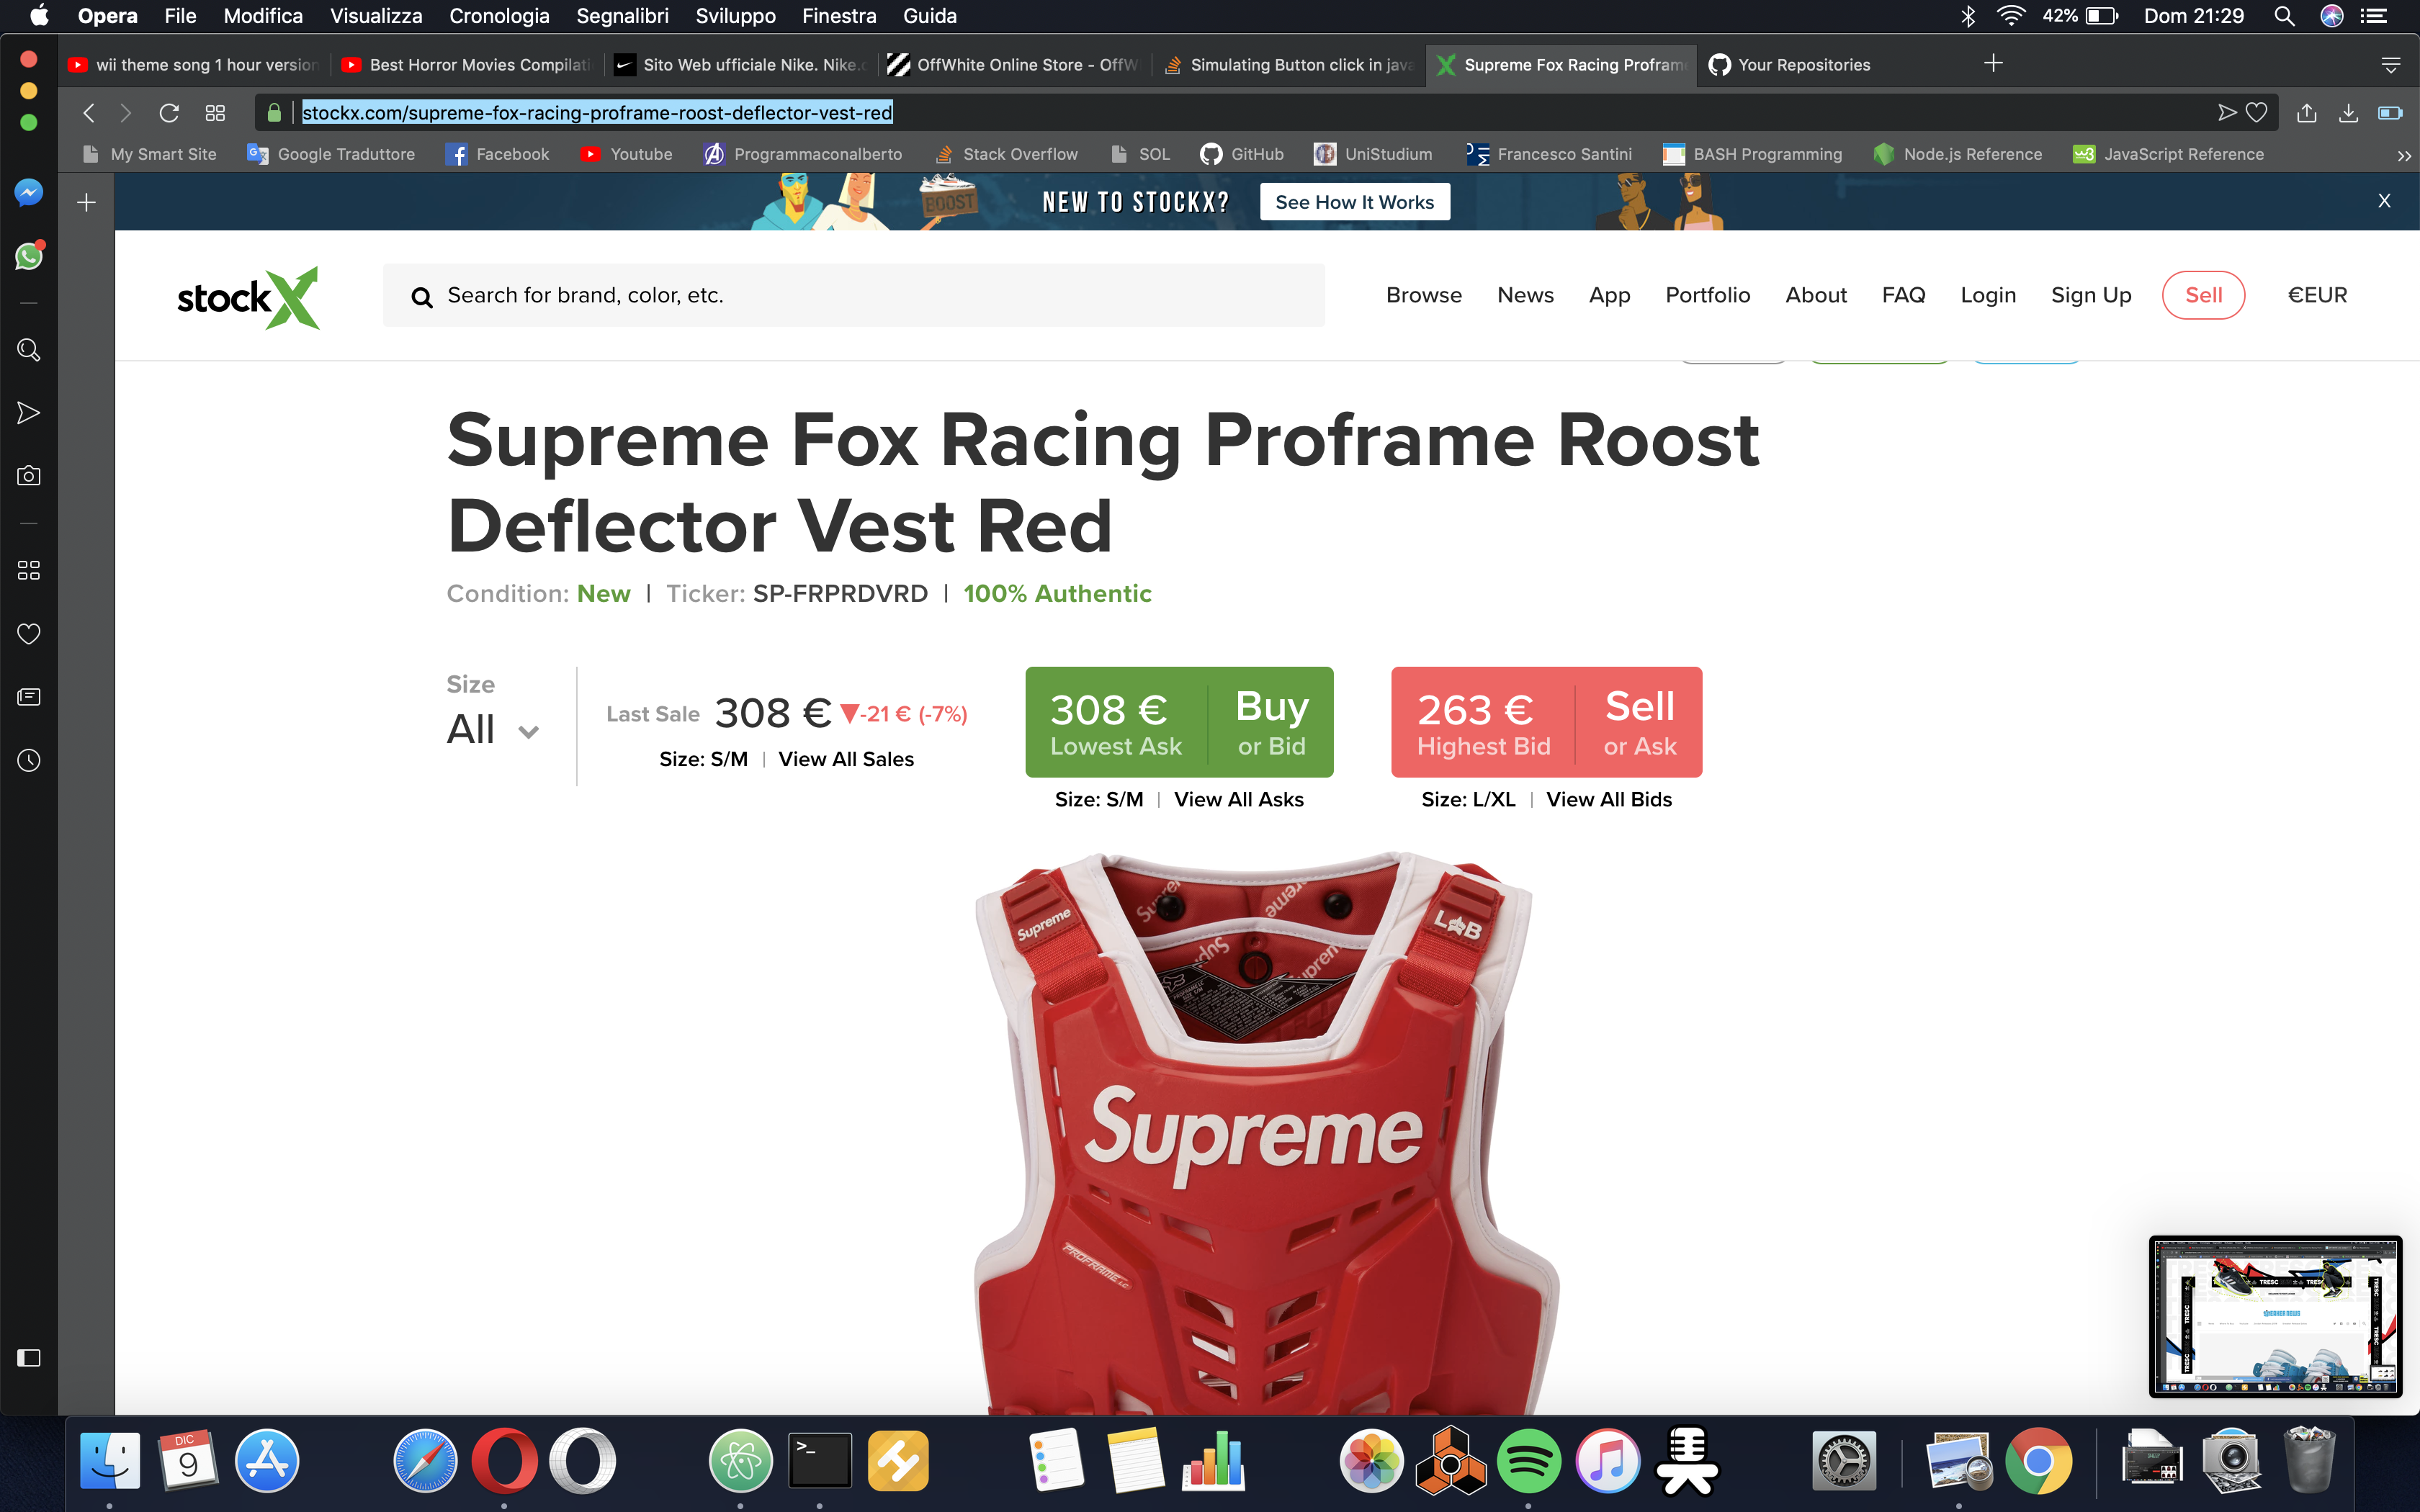 Opera File Modifica Visualizza Cronologia Segnalibri Sviluppo Finestra Guida 42% Dom 21:29
wii theme song 1 hour version Best Horror Movies Compilati Sito Web ufficiale Nike. Nike.c OffWhite Online Store - OffW Simulating Button click in java Supreme Fox Racing Proframe Your Repositories
stockx.com/supreme-fox-racing-proframe-roost-deflector-vest-red
My Smart Site Google Traduttore Facebook Youtube Programmaconalberto Stack Overflow SOL GitHub UniStudium Francesco Santini BASH Programming Node.js Reference JavaScript Reference
BOOST NEW TO STOCKX? See How It Works X
stockX Search for brand, color, etc. Browse News App Portfolio About FAQ Login Sign Up Sell €EUR
Supreme Fox Racing Proframe Roost
Deflector Vest Red
Condition: New | Ticker: SP-FRPRDVRD | 100% Authentic
Size
All
Last Sale 308 € ▼-21 € (-7%)
Size: S/M | View All Sales
308 € Buy
Lowest Ask or Bid
Size: S/M | View All Asks
263 € Sell
Highest Bid or Ask
Size: L/XL | View All Bids
Supreme
LAB
Supreme
PROFRAME LC
TRESC
SNEAKER NEWS
DIC
9